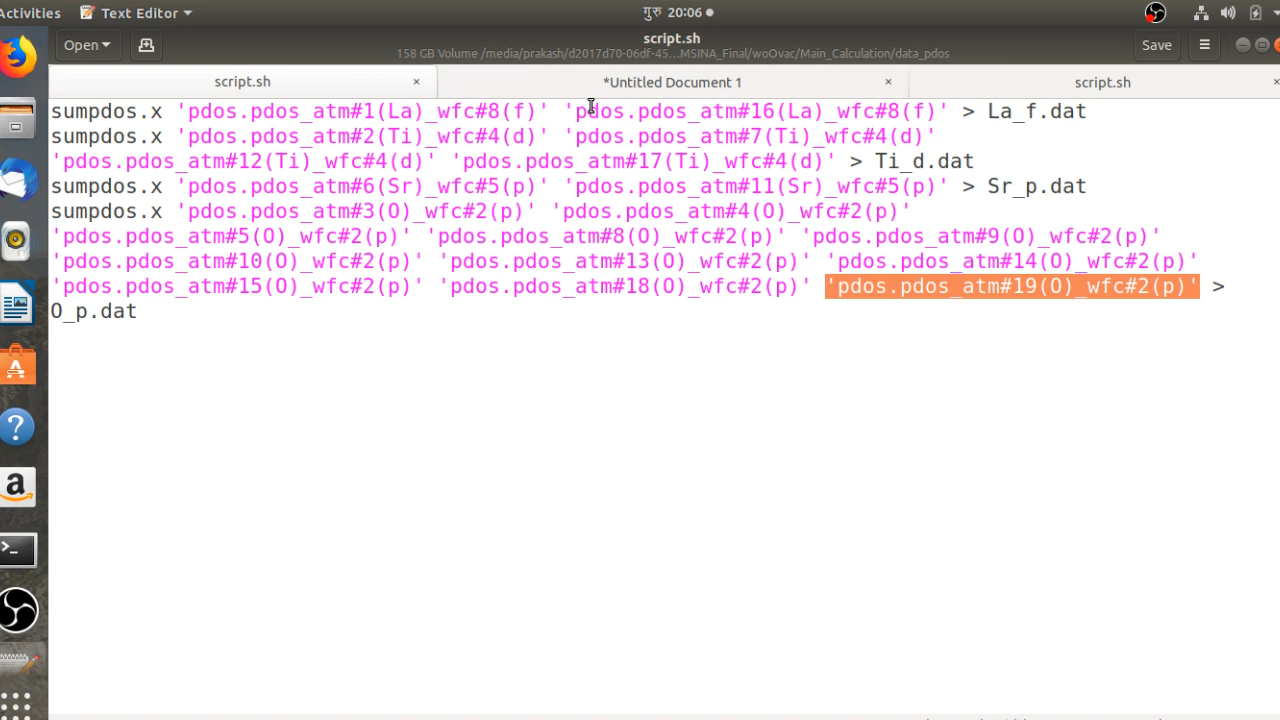 Activities
Text Editor
गुरु 20:06
Open
script.sh
158 GB Volume /media/prakash/d2017d70-06df-45...MSINA_Final/woOvac/Main_Calculation/data_pdos
Save
script.sh ×
*Untitled Document 1 ×
script.sh ×
sumpdos.x 'pdos.pdos_atm#1(La)_wfc#8(f)' 'pdos.pdos_atm#16(La)_wfc#8(f)' > La_f.dat
sumpdos.x 'pdos.pdos_atm#2(Ti)_wfc#4(d)' 'pdos.pdos_atm#7(Ti)_wfc#4(d)'
'pdos.pdos_atm#12(Ti)_wfc#4(d)' 'pdos.pdos_atm#17(Ti)_wfc#4(d)' > Ti_d.dat
sumpdos.x 'pdos.pdos_atm#6(Sr)_wfc#5(p)' 'pdos.pdos_atm#11(Sr)_wfc#5(p)' > Sr_p.dat
sumpdos.x 'pdos.pdos_atm#3(O)_wfc#2(p)' 'pdos.pdos_atm#4(O)_wfc#2(p)'
'pdos.pdos_atm#5(O)_wfc#2(p)' 'pdos.pdos_atm#8(O)_wfc#2(p)' 'pdos.pdos_atm#9(O)_wfc#2(p)'
'pdos.pdos_atm#10(O)_wfc#2(p)' 'pdos.pdos_atm#13(O)_wfc#2(p)' 'pdos.pdos_atm#14(O)_wfc#2(p)'
'pdos.pdos_atm#15(O)_wfc#2(p)' 'pdos.pdos_atm#18(O)_wfc#2(p)' 'pdos.pdos_atm#19(O)_wfc#2(p)' >
O_p.dat